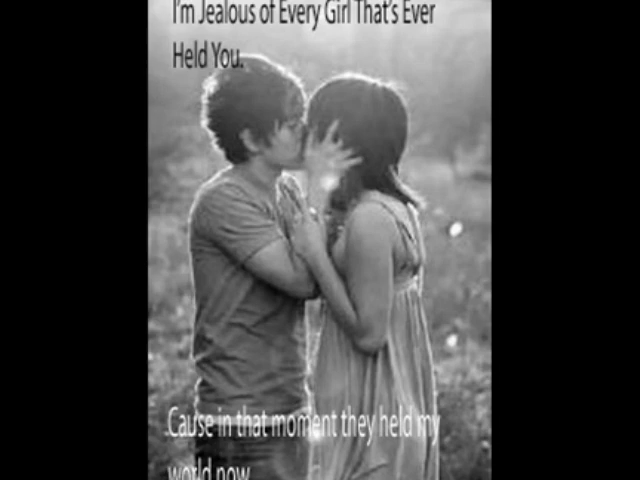 I'm Jealous of Every Girl That's Ever
Held You.
Cause in that moment they held my
world now